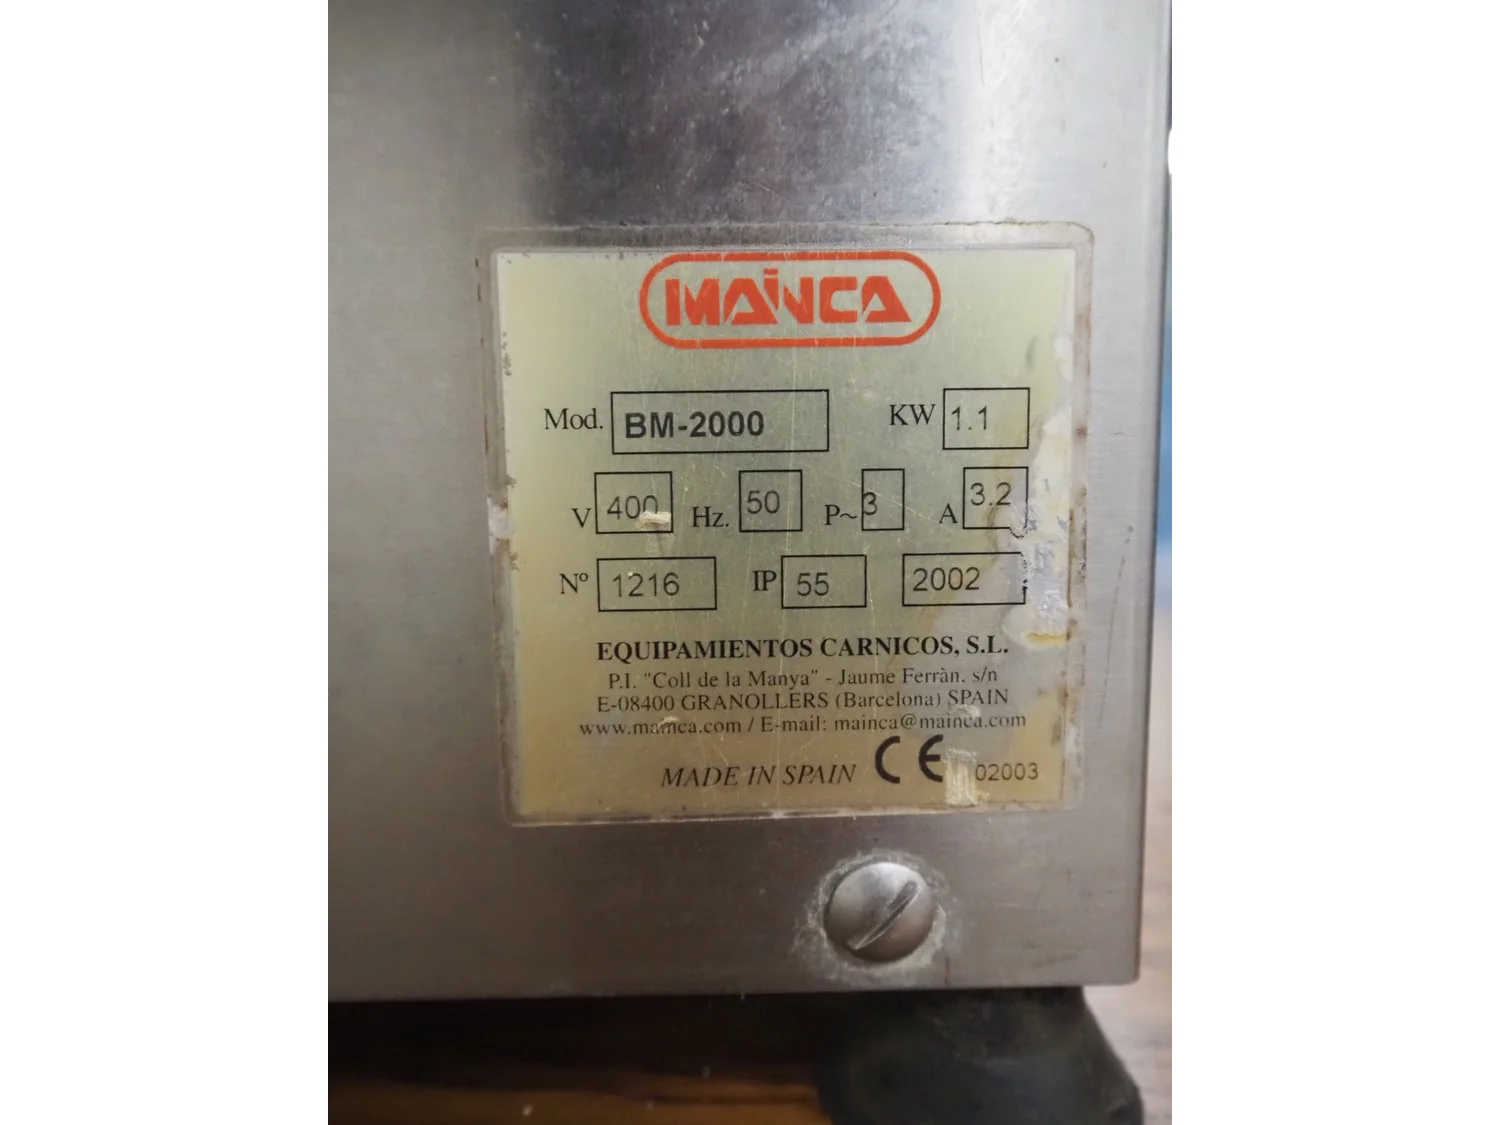 MAINCA
Mod. BM-2000 KW 1.1
V 400 Hz. 50 P~ 3 A 3.2
Nº 1216 IP 55 2002
EQUIPAMIENTOS CARNICOS, S.L.
P.I. "Coll de la Manya" - Jaume Ferràn, s/n
E-08400 GRANOLLERS (Barcelona) SPAIN
www.mainca.com / E-mail: mainca@mainca.com
MADE IN SPAIN CE 02003